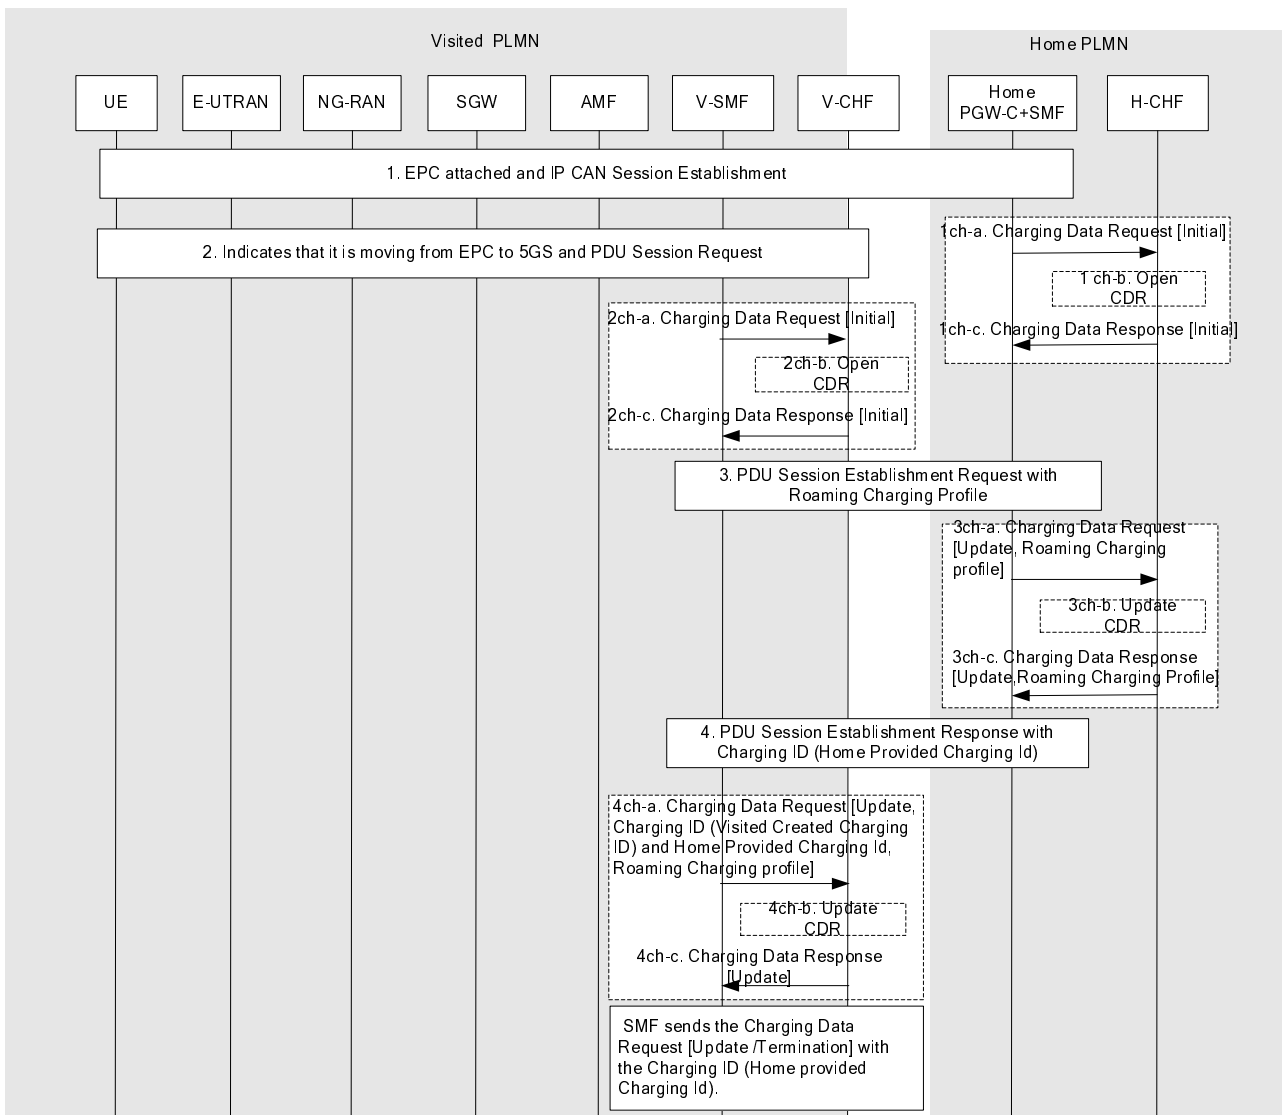 Visited PLMN
Home PLMN
UE
E-UTRAN
NG-RAN
SGW
AMF
V-SMF
V-CHF
Home
PGW-C+SMF
H-CHF
1. EPC attached and IP CAN Session Establishment
1ch-a. Charging Data Request [Initial]
2. Indicates that it is moving from EPC to 5GS and PDU Session Request
1 ch-b. Open
CDR
1ch-c. Charging Data Response [Initial]
2ch-a. Charging Data Request [Initial]
2ch-b. Open
CDR
2ch-c. Charging Data Response [Initial]
3. PDU Session Establishment Request with
Roaming Charging Profile
3ch-a. Charging Data Request
[Update, Roaming Charging
profile]
3ch-b. Update
CDR
3ch-c. Charging Data Response
[Update,Roaming Charging Profile]
4. PDU Session Establishment Response with
Charging ID (Home Provided Charging Id)
4ch-a. Charging Data Request [Update,
Charging ID (Visited Created Charging
ID) and Home Provided Charging Id,
Roaming Charging profile]
4ch-b. Update
CDR
4ch-c. Charging Data Response
[Update]
SMF sends the Charging Data
Request [Update /Termination] with
the Charging ID (Home provided
Charging Id).